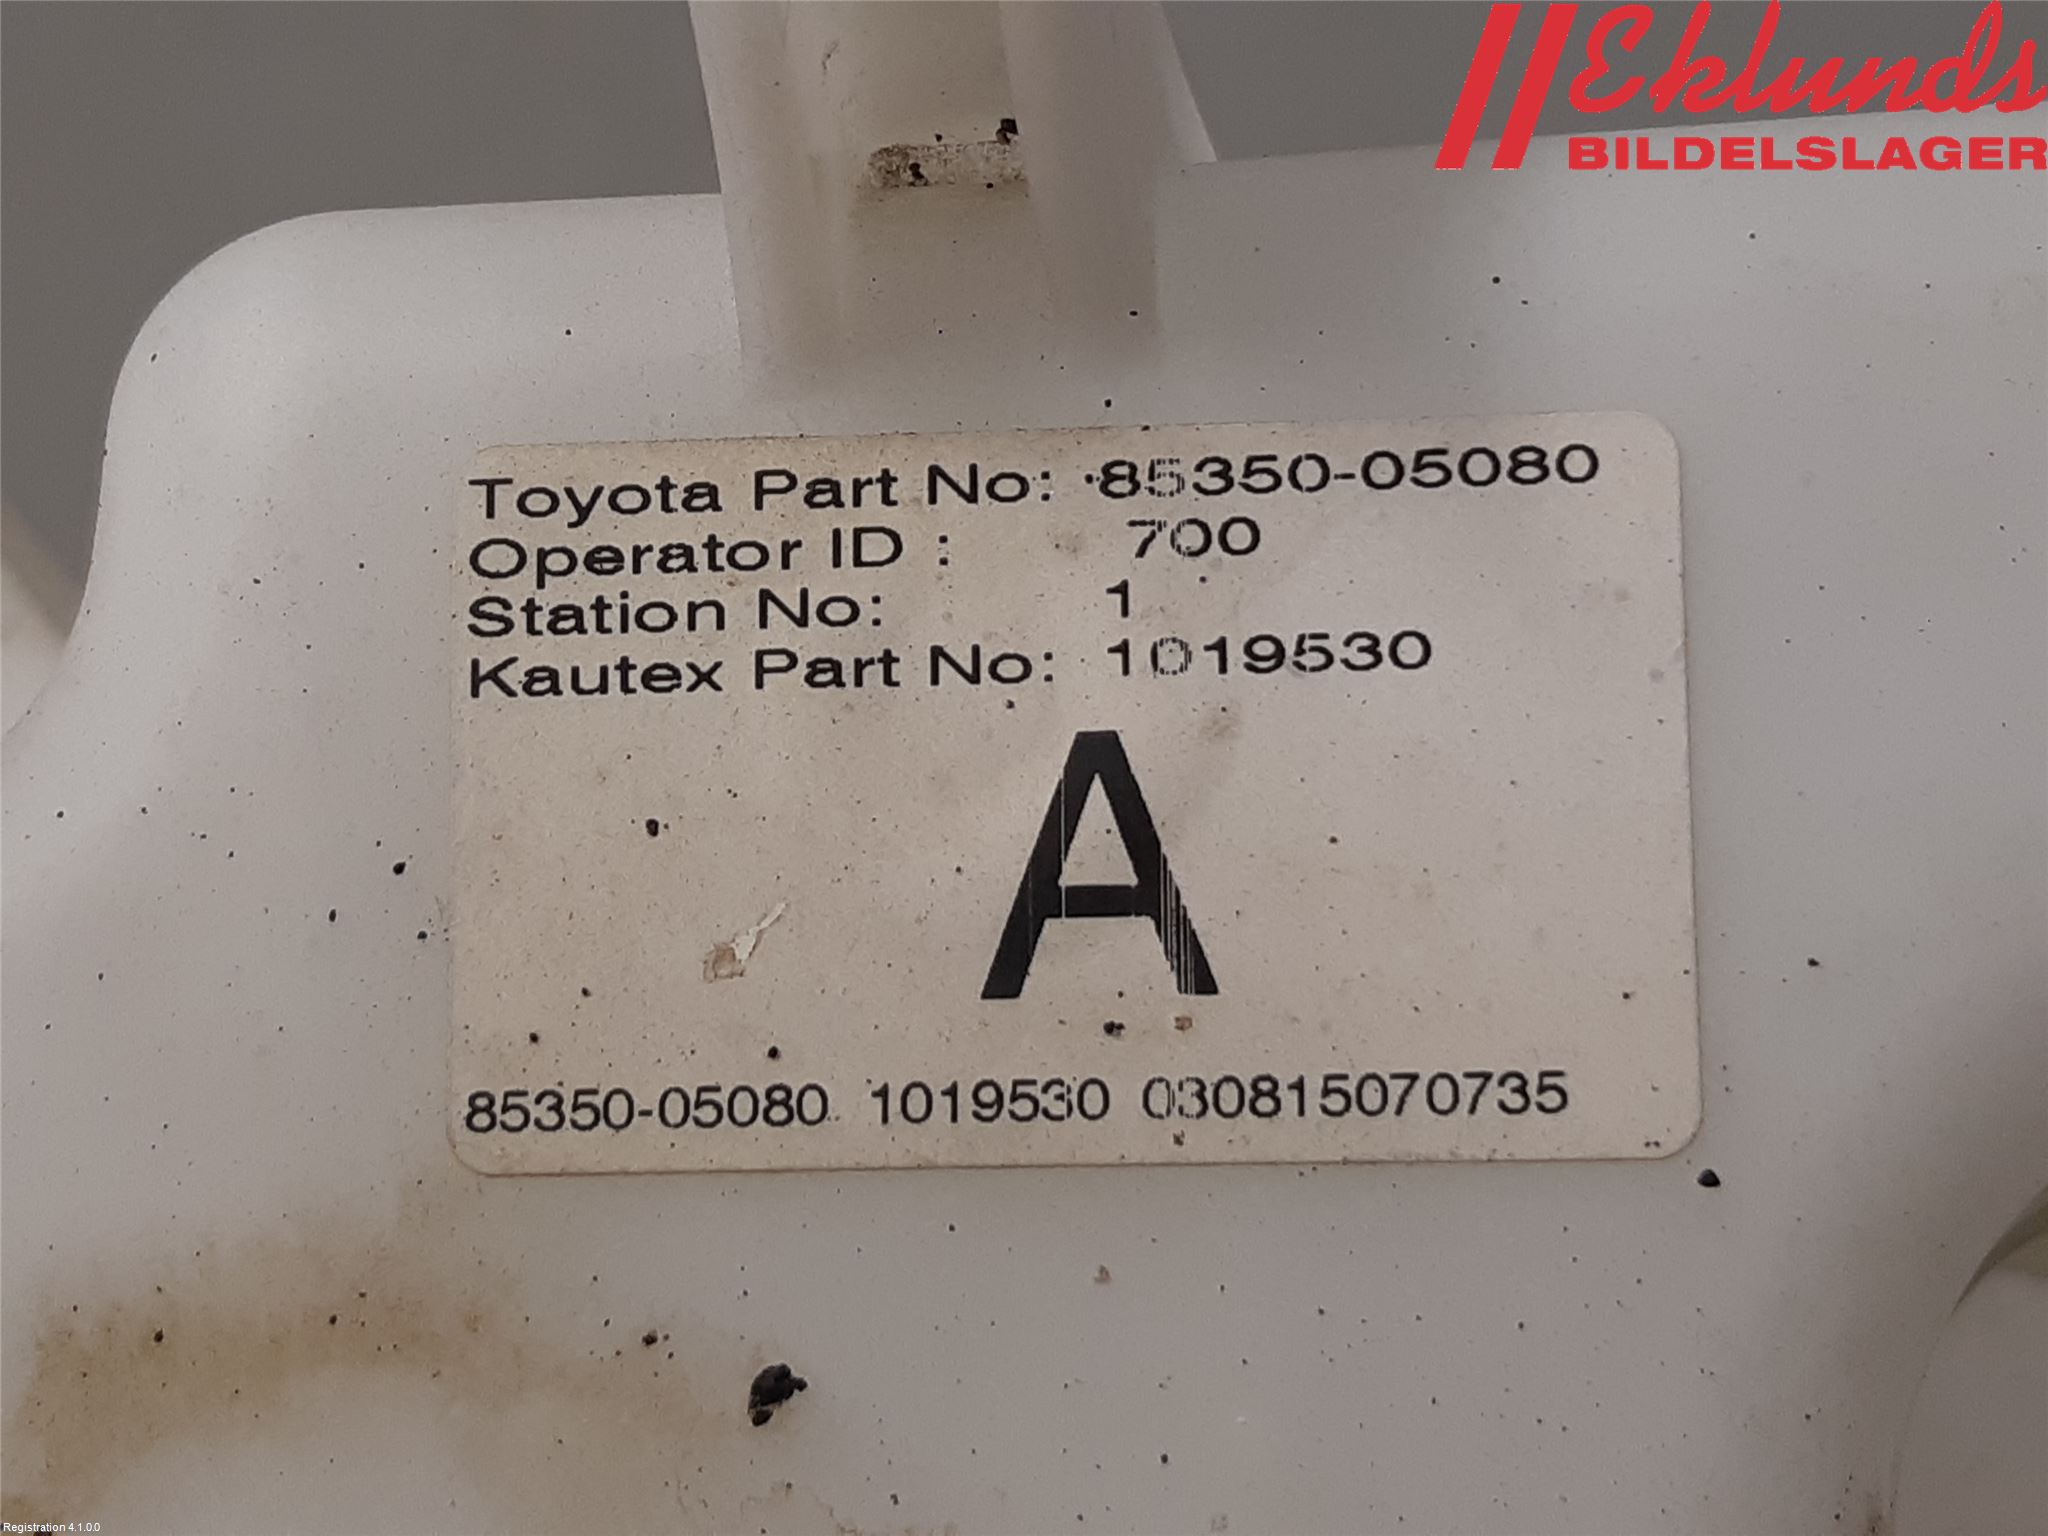 Eklunds
BILDELSLAGER
Toyota Part No: 85350-05080
Operator ID : 700
Station No: 1
Kautex Part No: 1019530
A
85350-05080 1019530 030815070735
Registration 4.1.0.0